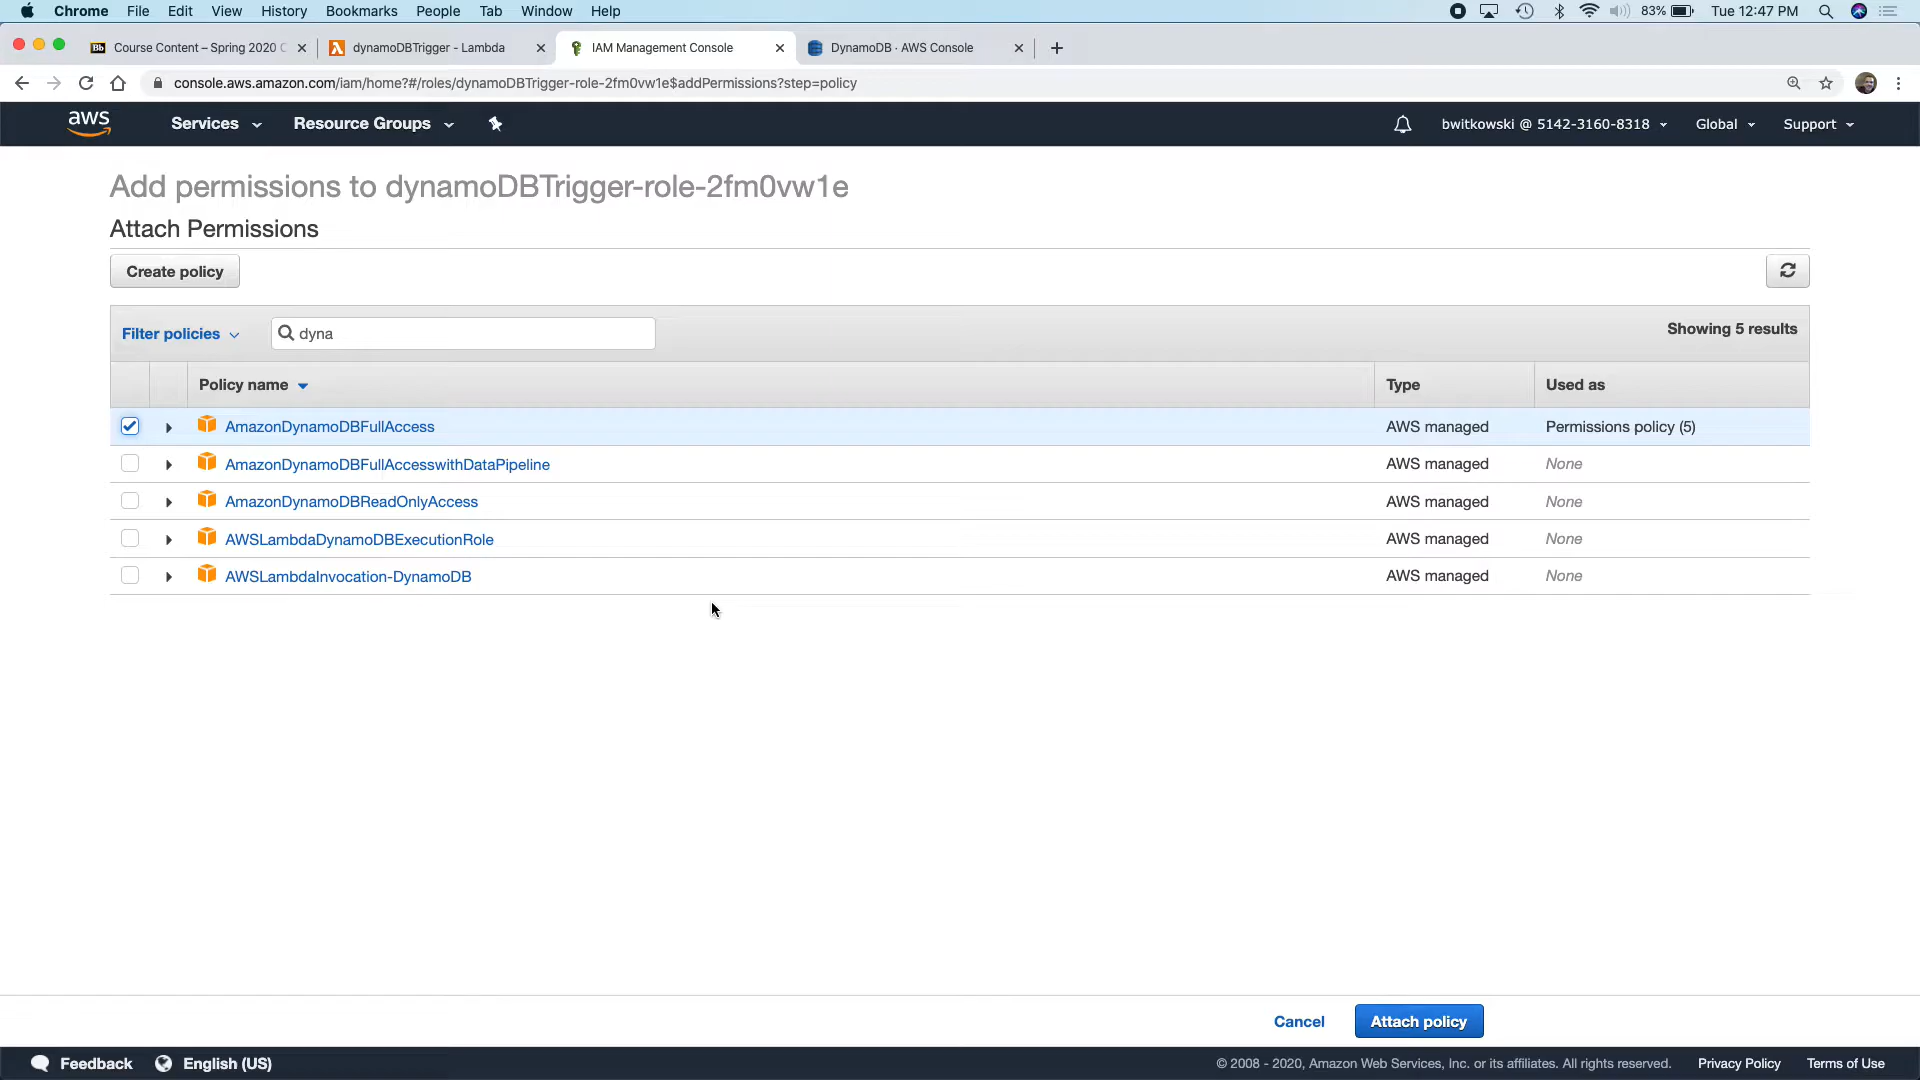 Chrome File Edit View History Bookmarks People Tab Window Help 83% Tue 12:47 PM
Bb Course Content – Spring 2020 C dynamoDBTrigger - Lambda IAM Management Console DynamoDB · AWS Console
console.aws.amazon.com/iam/home?#/roles/dynamoDBTrigger-role-2fm0vw1e$addPermissions?step=policy
aws Services Resource Groups bwitkowski @ 5142-3160-8318 Global Support
Add permissions to dynamoDBTrigger-role-2fm0vw1e
Attach Permissions
Create policy
Filter policies dyna Showing 5 results
Policy name Type Used as
AmazonDynamoDBFullAccess AWS managed Permissions policy (5)
AmazonDynamoDBFullAccesswithDataPipeline AWS managed None
AmazonDynamoDBReadOnlyAccess AWS managed None
AWSLambdaDynamoDBExecutionRole AWS managed None
AWSLambdaInvocation-DynamoDB AWS managed None
Cancel Attach policy
Feedback English (US) © 2008 - 2020, Amazon Web Services, Inc. or its affiliates. All rights reserved. Privacy Policy Terms of Use